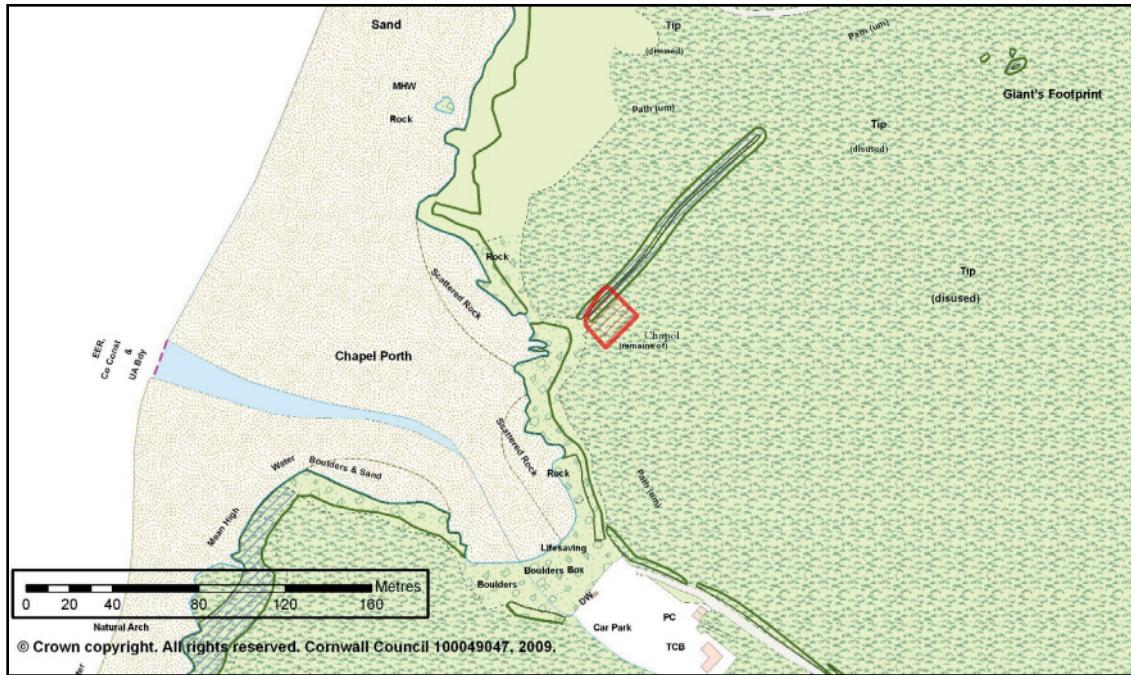 Sand
Tip
(disused)
Path (um)
Giant's Footprint
MHW
Rock
Path (um)
Tip
(disused)
Rock
Scattered Rock
Tip
(disused)
Chapel
(remains of)
EER,
Co Const
&
UA Bdy
Chapel Porth
Scattered Rock
Rock
Path (um)
Mean High
Water
Boulders & Sand
Lifesaving
Box
Boulders
Boulders
DW
Car Park
PC
TCB
Metres
0 20 40 80 120 160
Natural Arch
© Crown copyright. All rights reserved. Cornwall Council 100049047, 2009.